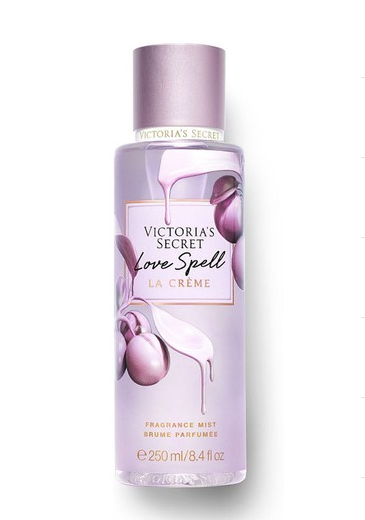 VICTORIA'S SECRET
VICTORIA'S
SECRET
Love Spell
LA CRÈME
FRAGRANCE MIST
BRUME PARFUMÉE
℮ 250 ml/8.4 fl oz